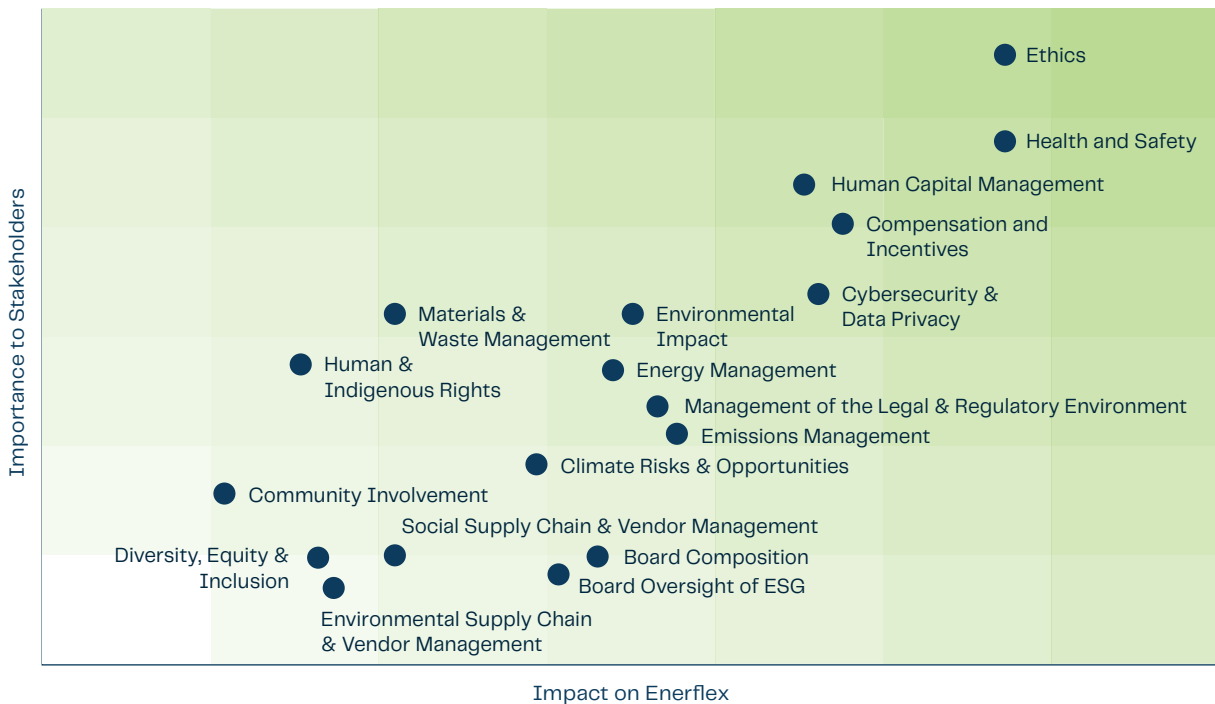 Ethics
Health and Safety
Human Capital Management
Compensation and
Incentives
Cybersecurity &
Data Privacy
Materials &
Waste Management
Environmental
Impact
Human &
Indigenous Rights
Energy Management
Management of the Legal & Regulatory Environment
Emissions Management
Climate Risks & Opportunities
Community Involvement
Social Supply Chain & Vendor Management
Diversity, Equity &
Inclusion
Board Composition
Board Oversight of ESG
Environmental Supply Chain
& Vendor Management
Importance to Stakeholders
Impact on Enerflex